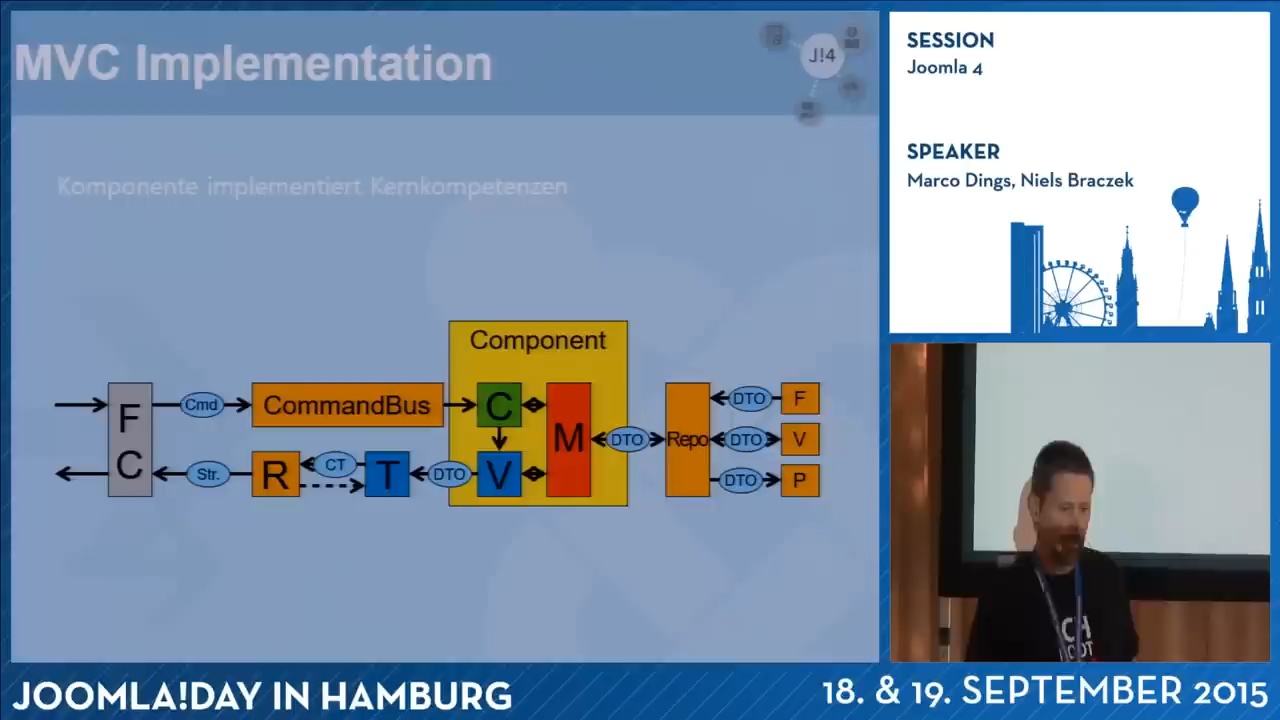 MVC Implementation
J!4
Komponente implementiert Kernkompetenzen
Component
F
C
Cmd
CommandBus
C
M
DTO
Repo
DTO
F
DTO
V
DTO
P
Str.
R
CT
T
DTO
V
SESSION
Joomla 4
SPEAKER
Marco Dings, Niels Braczek
JOOMLA!DAY IN HAMBURG
18. & 19. SEPTEMBER 2015